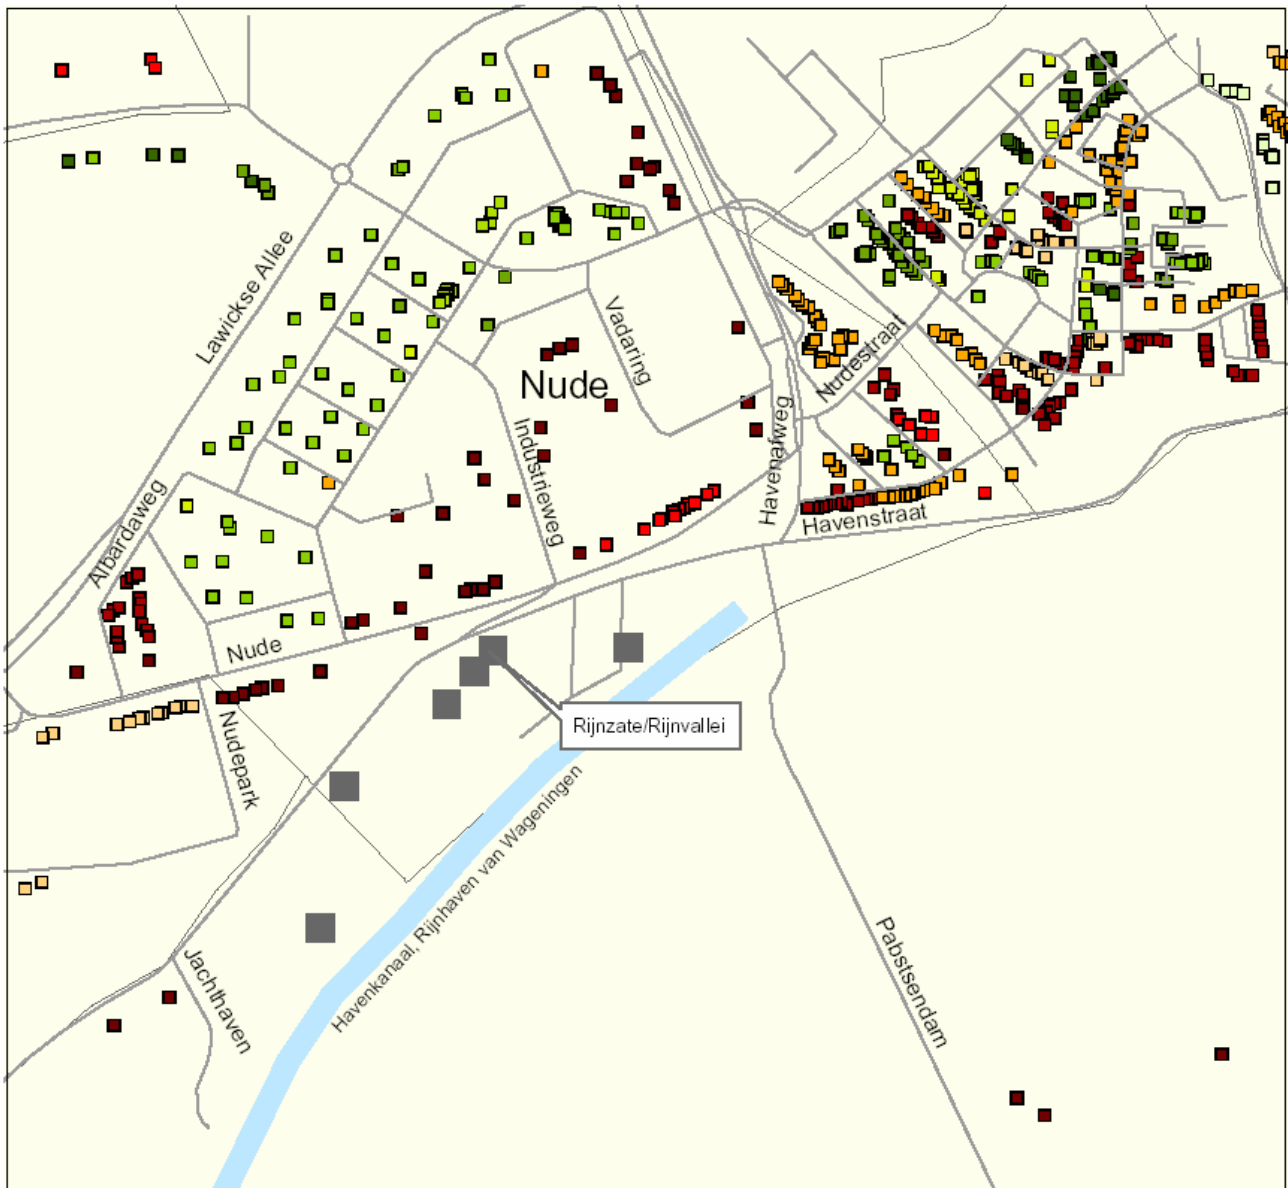 Lawickse Allee
Vadaring
Nudestraat
Nude
Industrieweg
Havenafweg
Albardaweg
Havenstraat
Nude
Rijnzate/Rijnvallei
Nudepark
Havenkanaal, Rijnhaven van Wageningen
Jachthaven
Pabstsendam